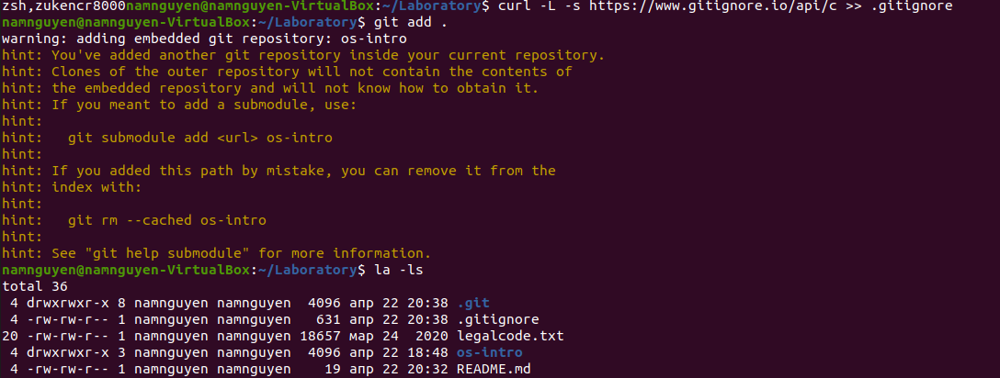 zsh,zukencr8000namnguyen@namnguyen-VirtualBox:~/Laboratory$ curl -L -s https://www.gitignore.io/api/c >> .gitignore
namnguyen@namnguyen-VirtualBox:~/Laboratory$ git add .
warning: adding embedded git repository: os-intro
hint: You've added another git repository inside your current repository.
hint: Clones of the outer repository will not contain the contents of
hint: the embedded repository and will not know how to obtain it.
hint: If you meant to add a submodule, use:
hint:
hint:   git submodule add <url> os-intro
hint:
hint: If you added this path by mistake, you can remove it from the
hint: index with:
hint:
hint:   git rm --cached os-intro
hint:
hint: See "git help submodule" for more information.
namnguyen@namnguyen-VirtualBox:~/Laboratory$ la -ls
total 36
 4 drwxrwxr-x 8 namnguyen namnguyen  4096 апр 22 20:38 .git
 4 -rw-rw-r-- 1 namnguyen namnguyen   631 апр 22 20:38 .gitignore
20 -rw-rw-r-- 1 namnguyen namnguyen 18657 мар 24  2020 legalcode.txt
 4 drwxrwxr-x 3 namnguyen namnguyen  4096 апр 22 18:48 os-intro
 4 -rw-rw-r-- 1 namnguyen namnguyen    19 апр 22 20:32 README.md